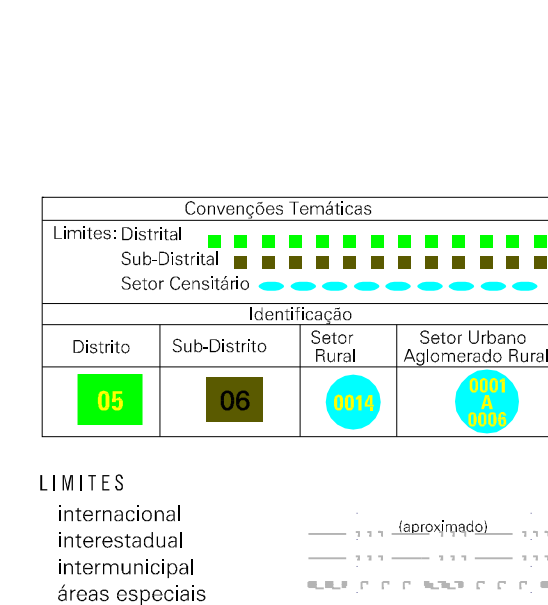 Convenções Temáticas
Limites: Distrital
Sub-Distrital
Setor Censitário
Identificação
Distrito
Sub-Distrito
Setor
Rural
Setor Urbano
Aglomerado Rural
05
06
0014
0001
A
0006
LIMITES
internacional
(aproximado)
interestadual
intermunicipal
áreas especiais